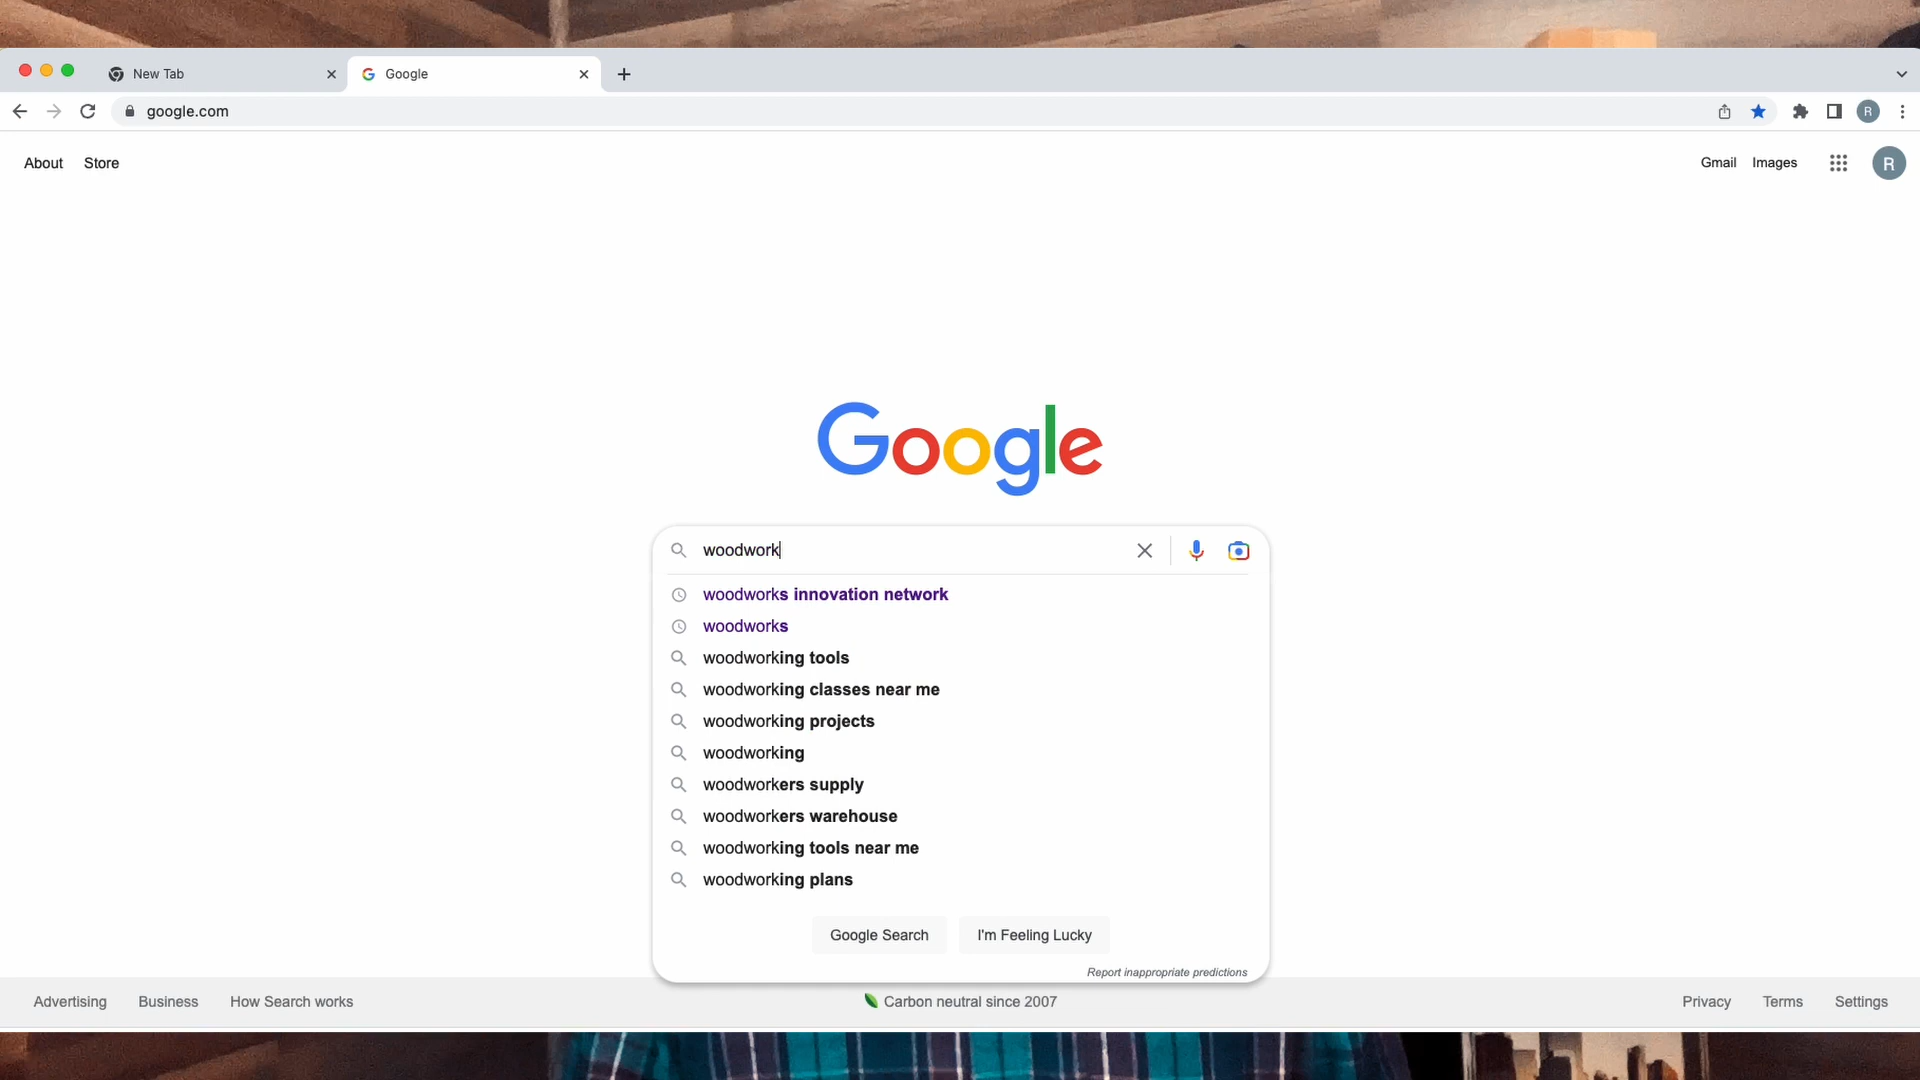 New Tab
Google
google.com
R
About
Store
Gmail
Images
R
Google
woodwork
woodworks innovation network
woodworks
woodworking tools
woodworking classes near me
woodworking projects
woodworking
woodworkers supply
woodworkers warehouse
woodworking tools near me
woodworking plans
Google Search
I'm Feeling Lucky
Report inappropriate predictions
Advertising
Business
How Search works
Carbon neutral since 2007
Privacy
Terms
Settings